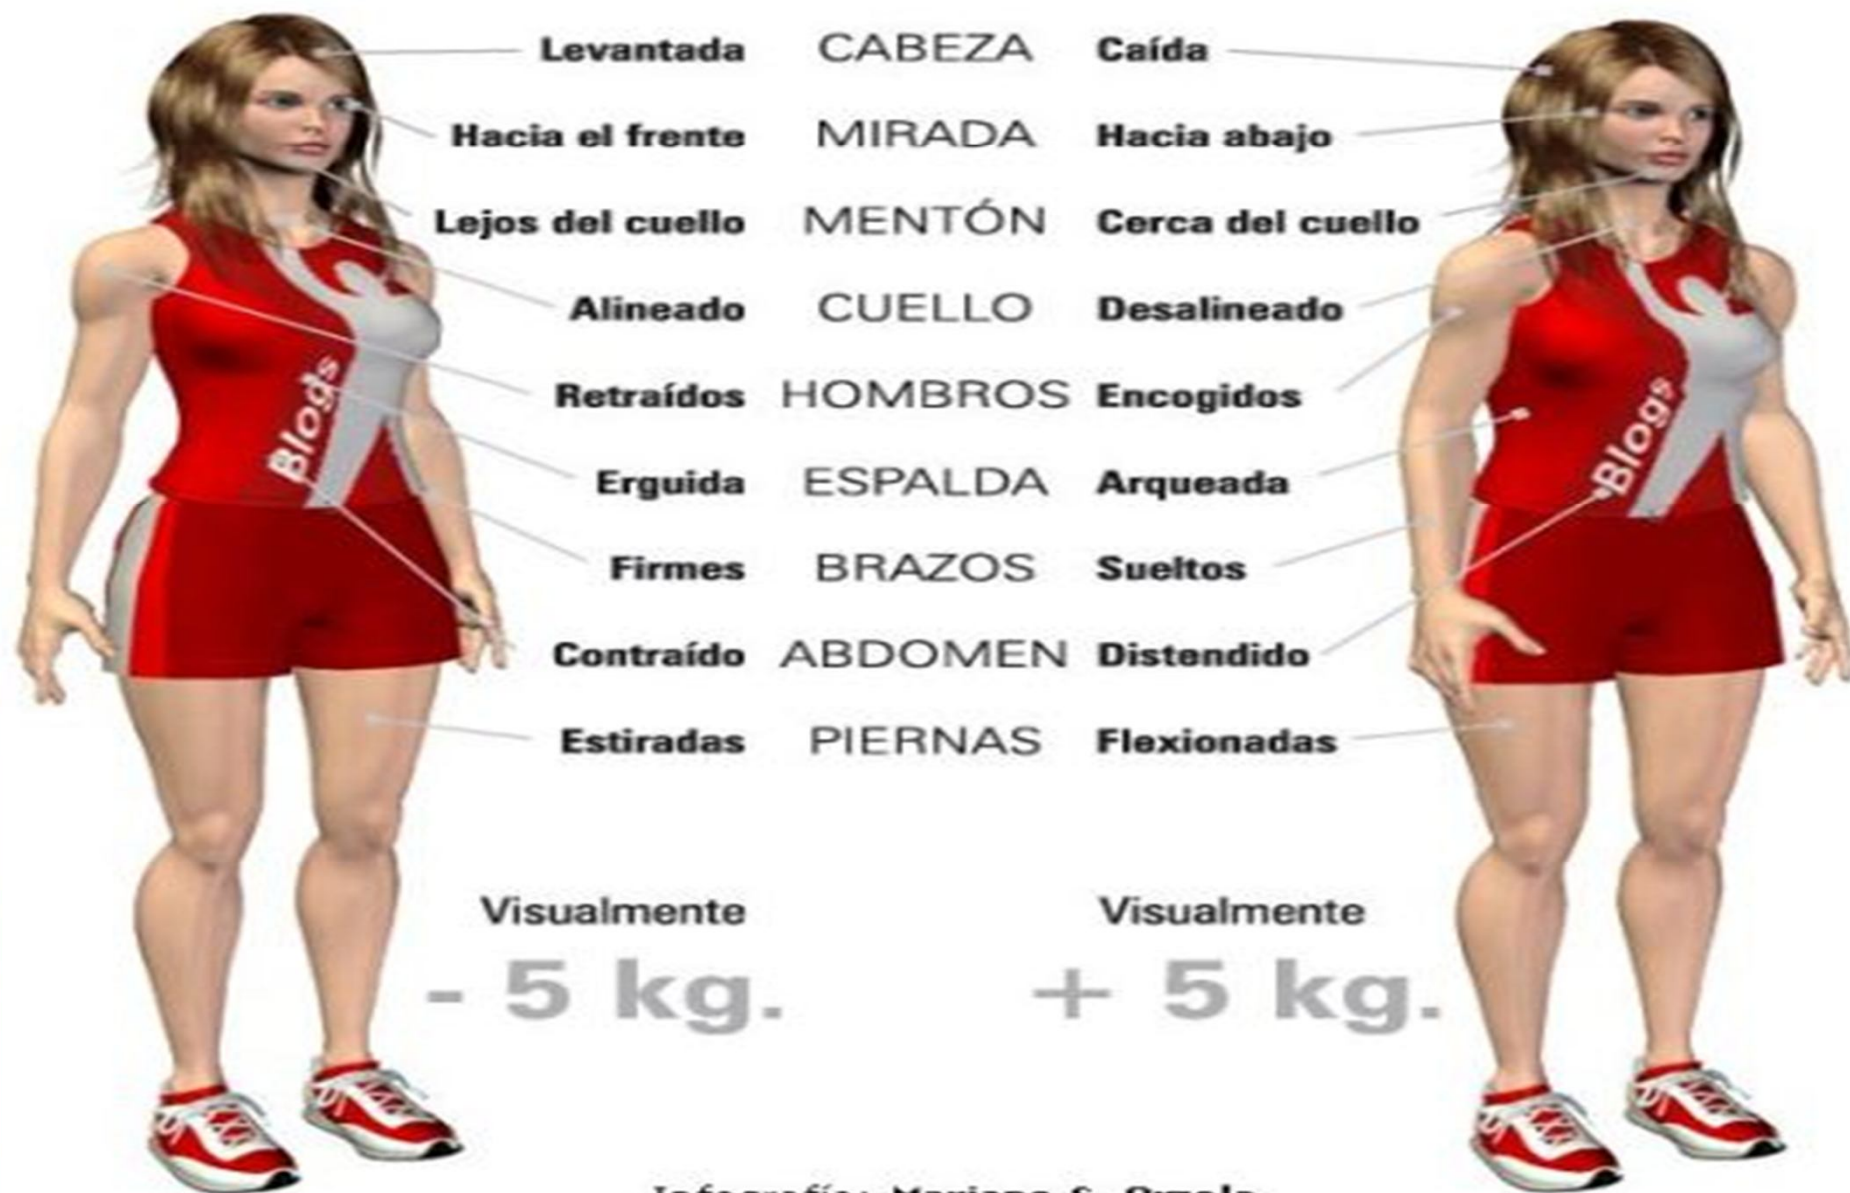 Levantada CABEZA Caída
Hacia el frente MIRADA Hacia abajo
Lejos del cuello MENTÓN Cerca del cuello
Alineado CUELLO Desalineado
Retraídos HOMBROS Encogidos
Erguida ESPALDA Arqueada
Firmes BRAZOS Sueltos
Contraído ABDOMEN Distendido
Estiradas PIERNAS Flexionadas
Blogs
Blogs
Visualmente Visualmente
- 5 kg. + 5 kg.
Infografía: Mariano